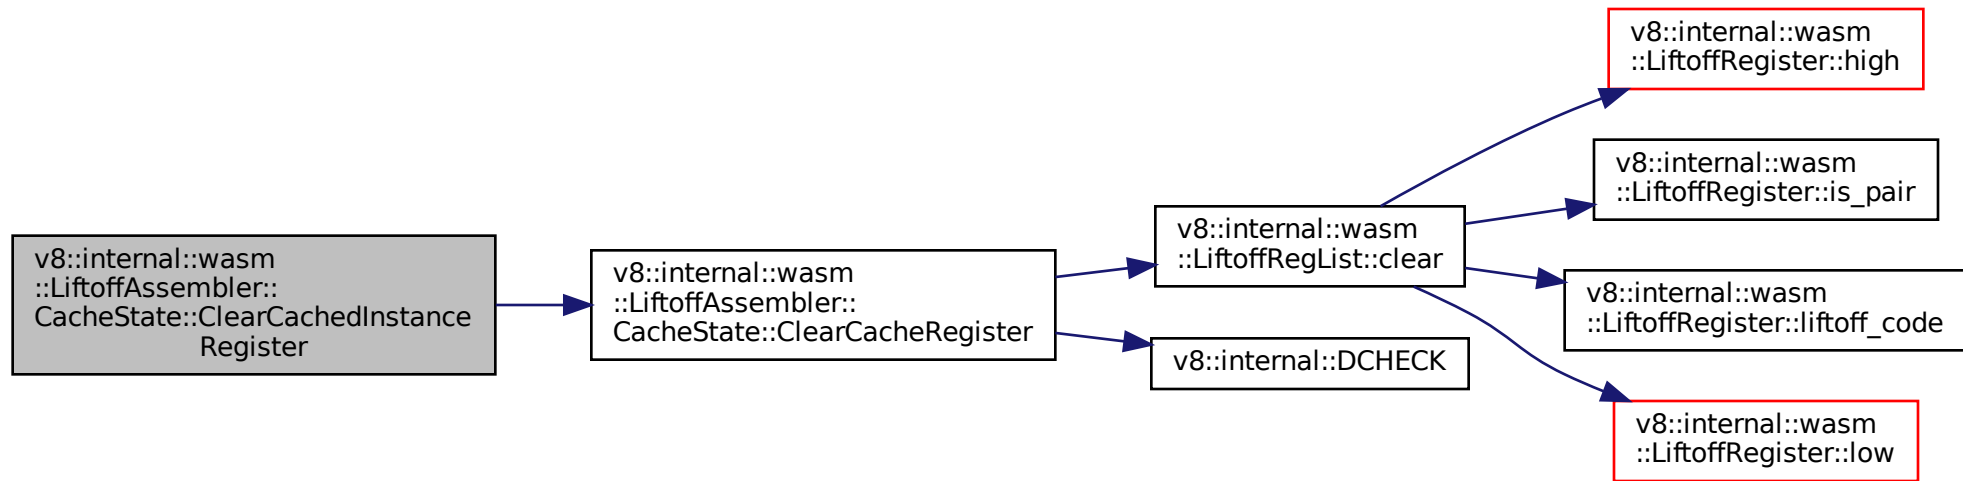 v8::internal::wasm
::LiftoffAssembler::
CacheState::ClearCachedInstance
Register
v8::internal::wasm
::LiftoffAssembler::
CacheState::ClearCacheRegister
v8::internal::wasm
::LiftoffRegList::clear
v8::internal::DCHECK
v8::internal::wasm
::LiftoffRegister::high
v8::internal::wasm
::LiftoffRegister::is_pair
v8::internal::wasm
::LiftoffRegister::liftoff_code
v8::internal::wasm
::LiftoffRegister::low